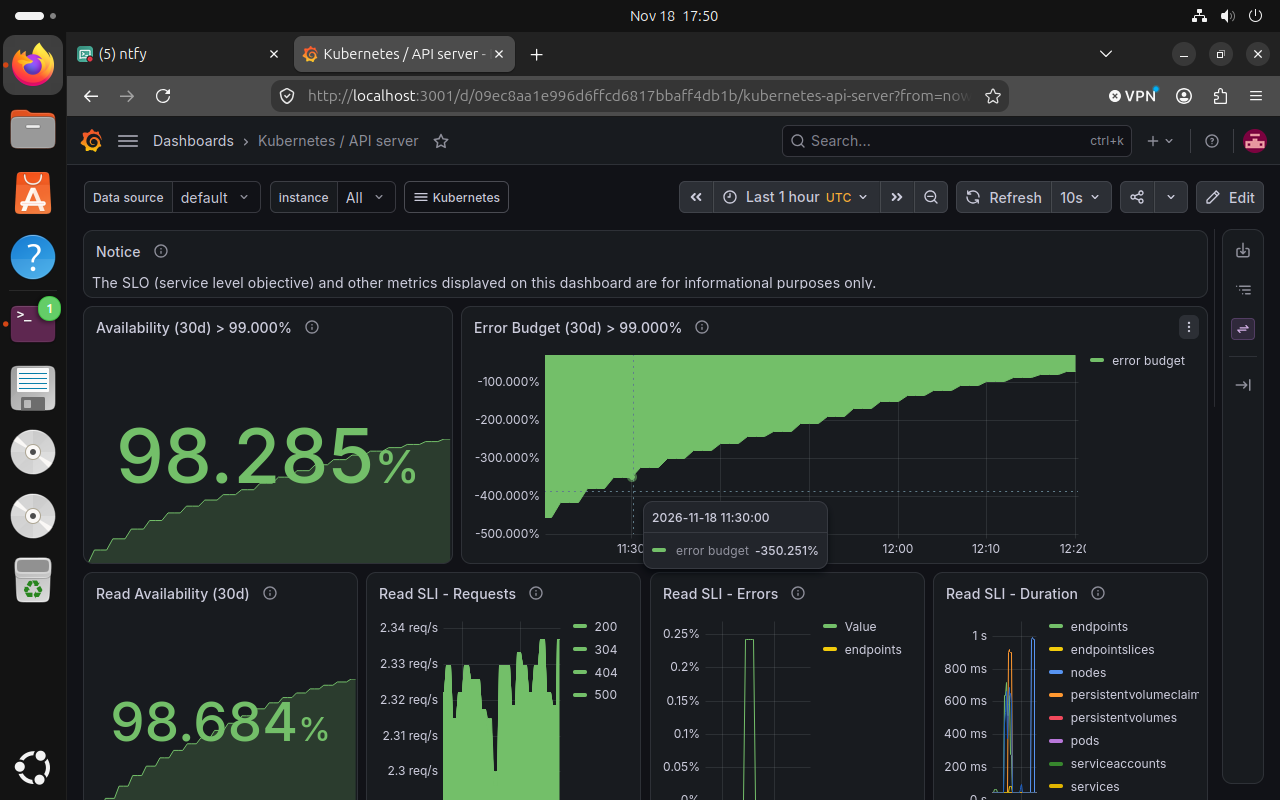 Nov 18 17:50
(5) ntfy
Kubernetes / API server -
http://localhost:3001/d/09ec8aa1e996d6ffcd6817bbaff4db1b/kubernetes-api-server?from=now
VPN
Dashboards › Kubernetes / API server
Search... ctrl+k
Data source default
Instance All
Kubernetes
Last 1 hour UTC
Refresh 10s
Edit
Notice
The SLO (service level objective) and other metrics displayed on this dashboard are for informational purposes only.
Availability (30d) > 99.000%
98.285%
Error Budget (30d) > 99.000%
-100.000%
-200.000%
-300.000%
-400.000%
-500.000%
11:30
12:00
12:10
12:20
error budget
2026-11-18 11:30:00
error budget -350.251%
Read Availability (30d)
98.684%
Read SLI - Requests
2.34 req/s
2.33 req/s
2.32 req/s
2.31 req/s
2.3 req/s
200
304
404
500
Read SLI - Errors
0.25%
0.2%
0.15%
0.1%
0.05%
0%
Value
endpoints
Read SLI - Duration
1 s
800 ms
600 ms
400 ms
200 ms
0 s
endpoints
endpointslices
nodes
persistentvolumeclaim
persistentvolumes
pods
serviceaccounts
services
1